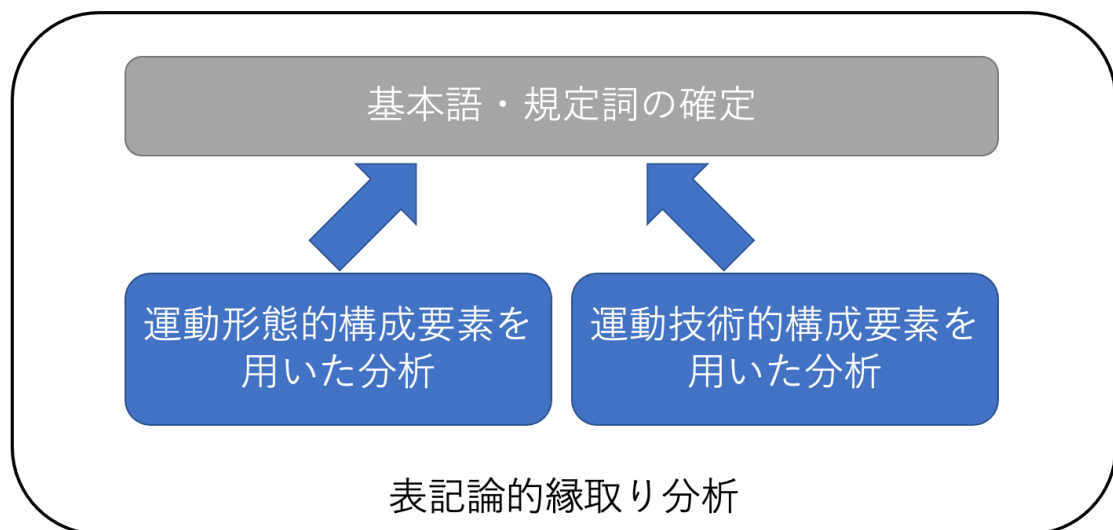 基本語・規定詞の確定
運動形態的構成要素を
用いた分析
運動技術的構成要素を
用いた分析
表記論的縁取り分析